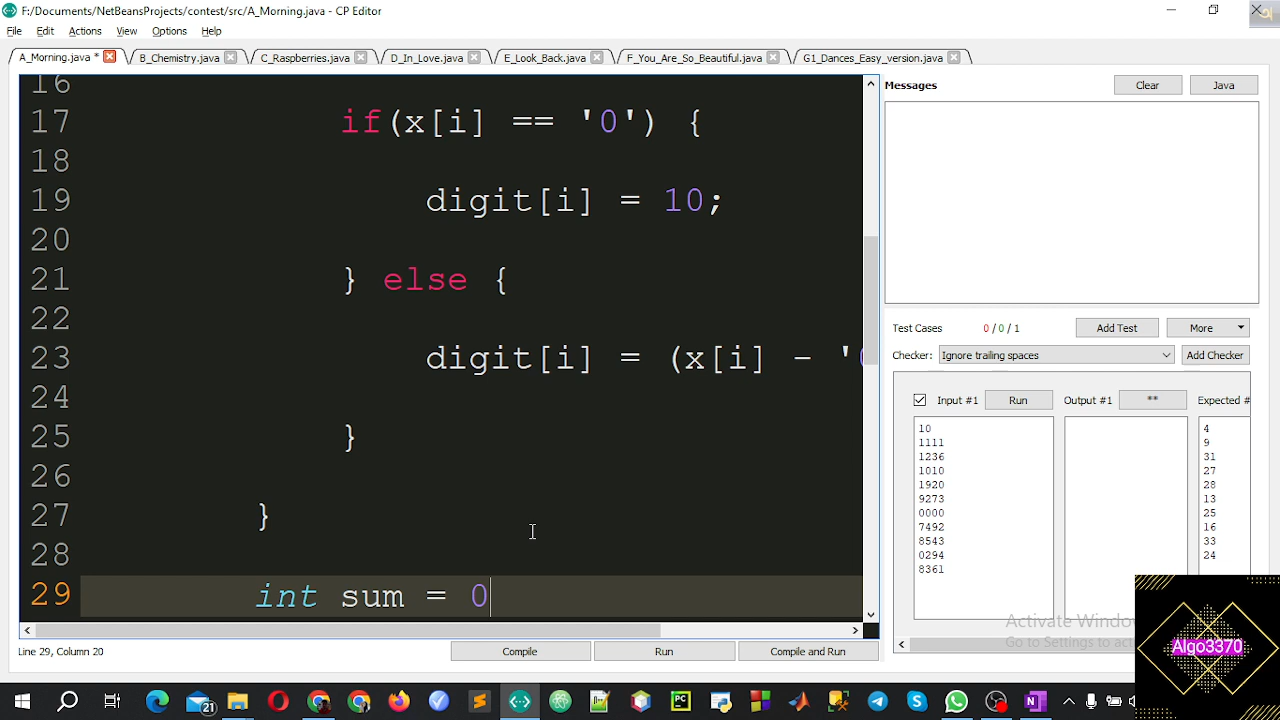 F:/Documents/NetBeansProjects/contest/src/A_Morning.java - CP Editor
File Edit Actions View Options Help
A_Morning.java * B_Chemistry.java C_Raspberries.java D_In_Love.java E_Look_Back.java F_You_Are_So_Beautiful.java G1_Dances_Easy_version.java
16
17 if(x[i] == '0') {
18
19 digit[i] = 10;
20
21 } else {
22
23 digit[i] = (x[i] - '0
24
25 }
26
27 }
28
29 int sum = 0
Line 29, Column 20
Compile Run Compile and Run
Messages Clear Java
Test Cases 0/0/1 Add Test More
Checker: Ignore trailing spaces Add Checker
Input #1 Run Output #1 ** Expected #
10 4
1111 9
1236 31
1010 27
1920 28
9273 13
0000 25
7492 16
8543 33
0294 24
8361
Activate Window
Go to Settings to act
Algo3370
21